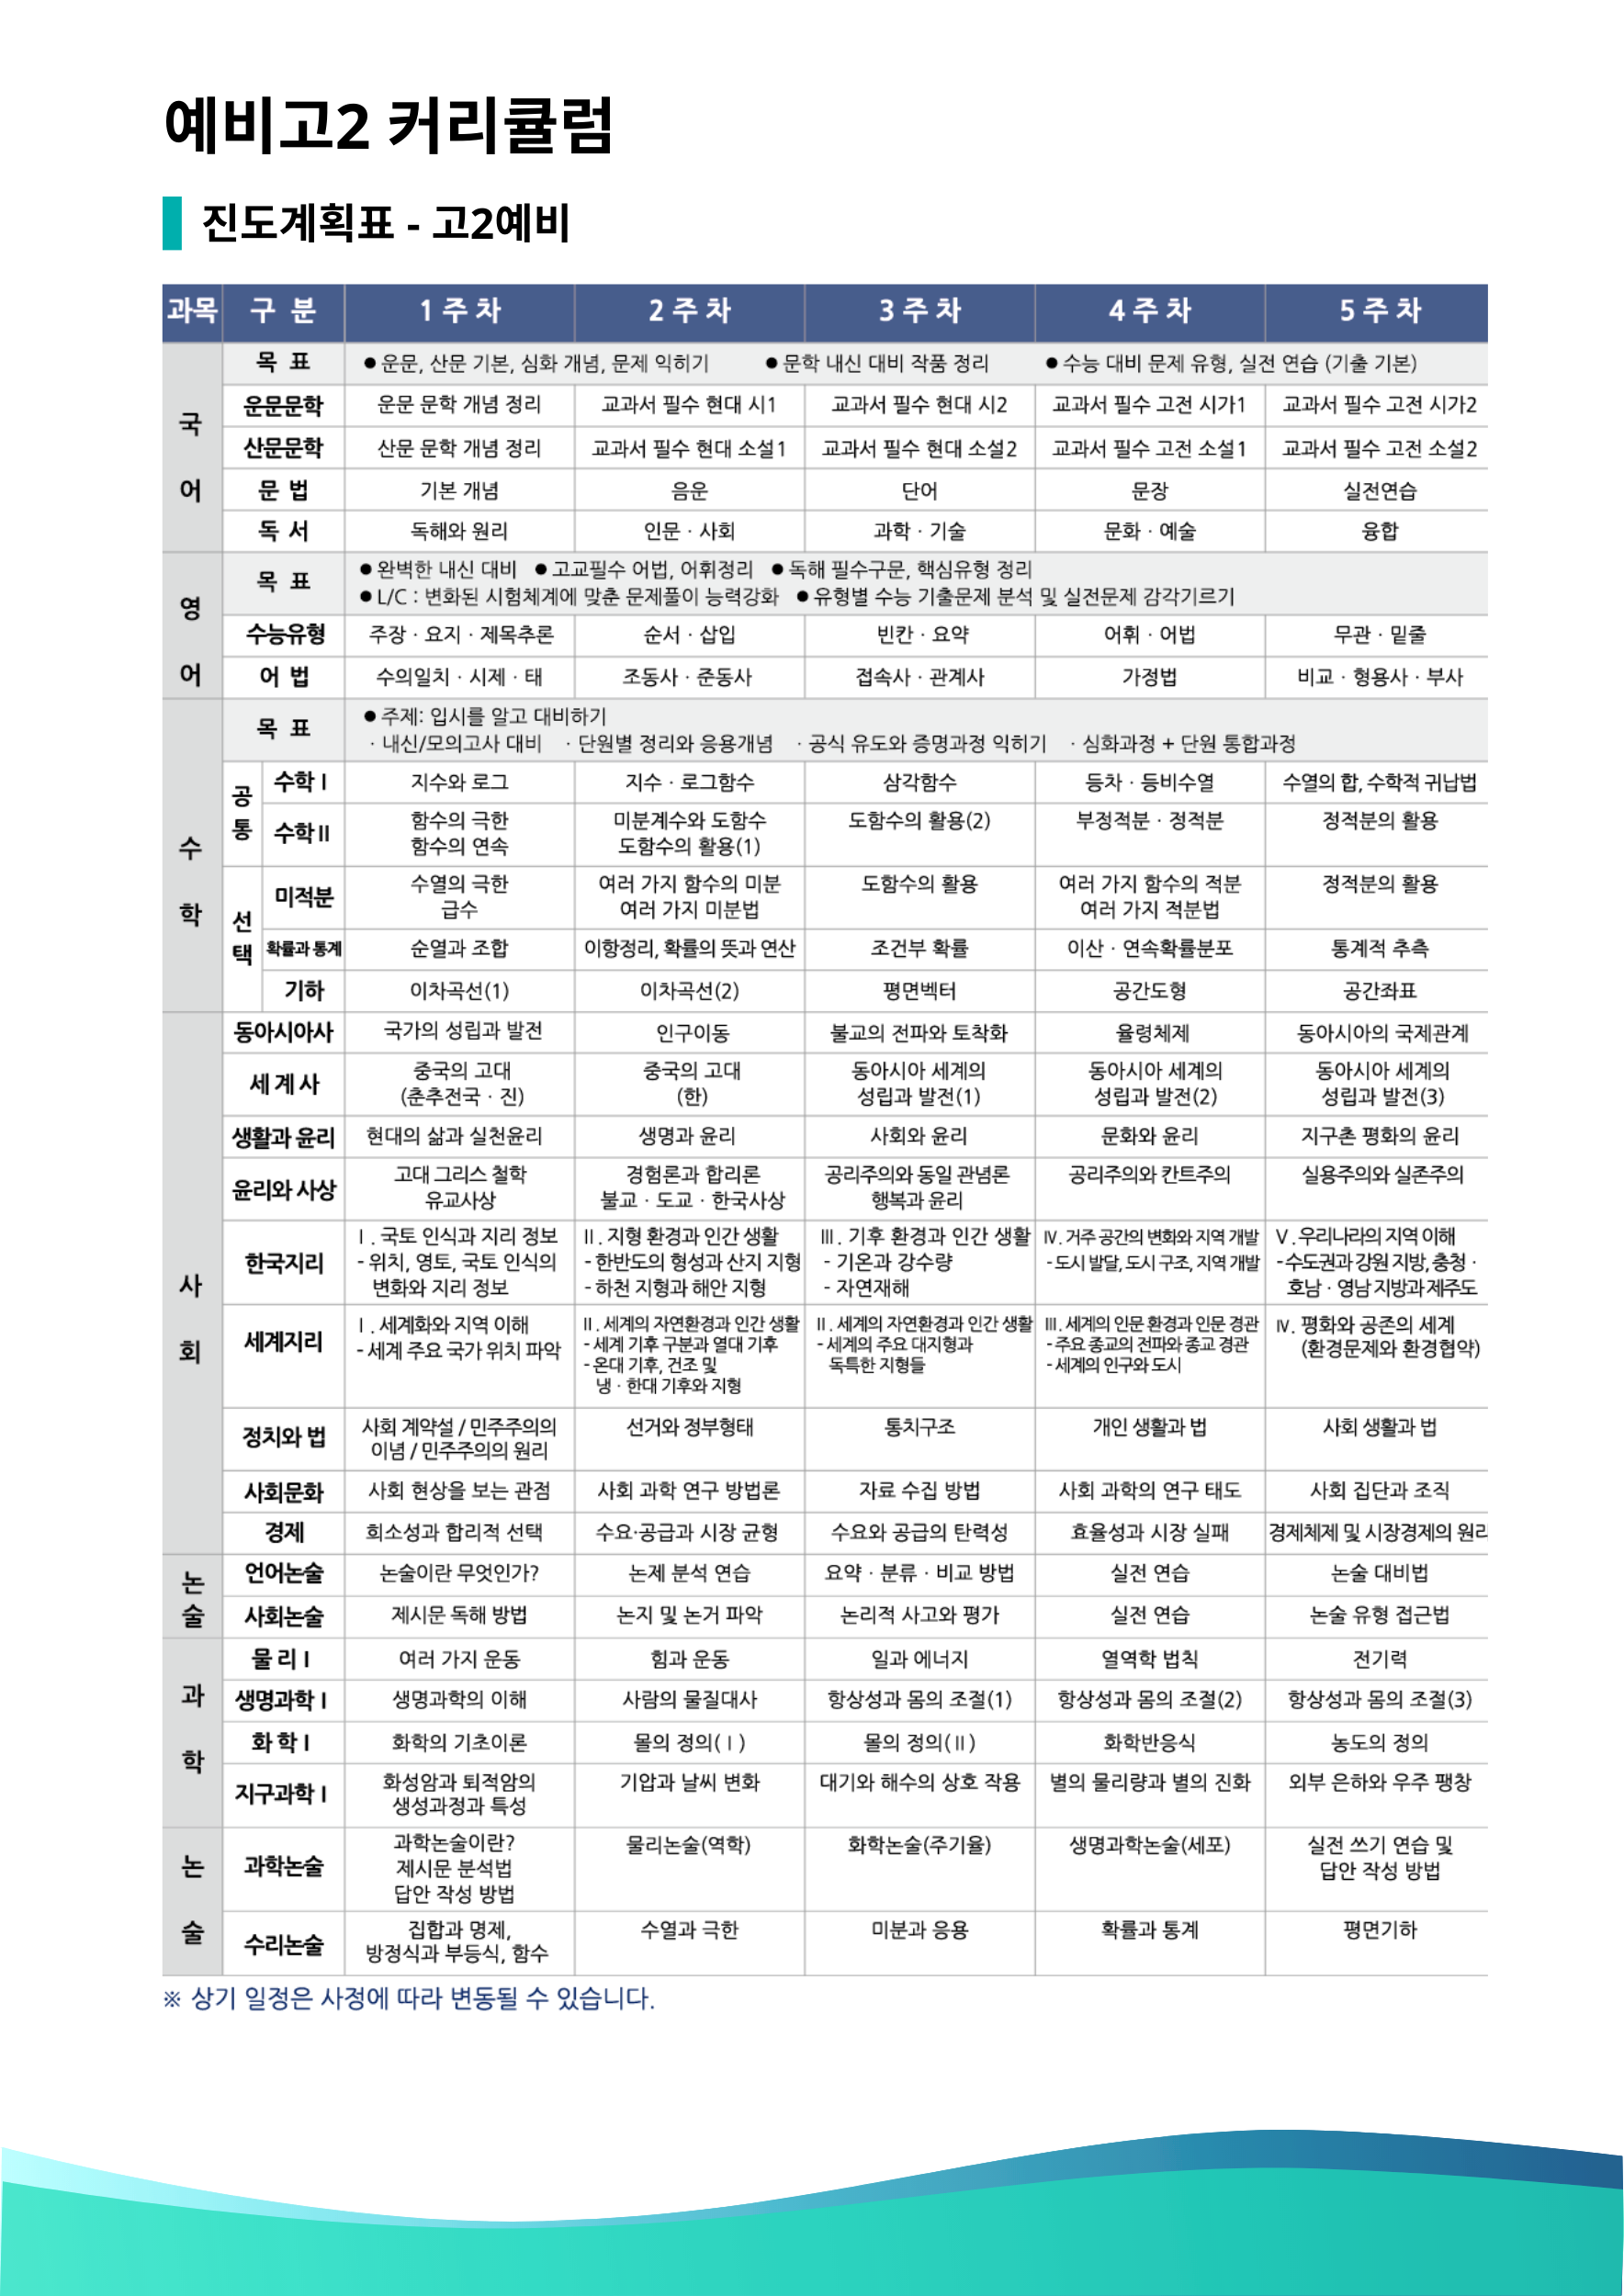 예비고2 커리큘럼
진도계획표 - 고2예비
과목 구 분 1 주 차 2 주 차 3 주 차 4 주 차 5 주 차
국 어
목 표 ● 운문, 산문 기본, 심화 개념, 문제 익히기 ● 문학 내신 대비 작품 정리 ● 수능 대비 문제 유형, 실전 연습 (기출 기본)
운문문학 운문 문학 개념 정리 교과서 필수 현대 시1 교과서 필수 현대 시2 교과서 필수 고전 시가1 교과서 필수 고전 시가2
산문문학 산문 문학 개념 정리 교과서 필수 현대 소설1 교과서 필수 현대 소설2 교과서 필수 고전 소설1 교과서 필수 고전 소설2
문 법 기본 개념 음운 단어 문장 실전연습
독 서 독해와 원리 인문 · 사회 과학 · 기술 문화 · 예술 융합
영 어
목 표 ● 완벽한 내신 대비 ● 고교필수 어법, 어휘정리 ● 독해 필수구문, 핵심유형 정리
● L/C : 변화된 시험체계에 맞춘 문제풀이 능력강화 ● 유형별 수능 기출문제 분석 및 실전문제 감각기르기
수능유형 주장 · 요지 · 제목추론 순서 · 삽입 빈칸 · 요약 어휘 · 어법 무관 · 밑줄
어 법 수의일치 · 시제 · 태 조동사 · 준동사 접속사 · 관계사 가정법 비교 · 형용사 · 부사
수 학
목 표 ● 주제: 입시를 알고 대비하기
· 내신/모의고사 대비 · 단원별 정리와 응용개념 · 공식 유도와 증명과정 익히기 · 심화과정 + 단원 통합과정
공통
수학Ⅰ 지수와 로그 지수 · 로그함수 삼각함수 등차 · 등비수열 수열의 합, 수학적 귀납법
수학Ⅱ 함수의 극한 미분계수와 도함수 도함수의 활용(2) 부정적분 · 정적분 정적분의 활용
함수의 연속 도함수의 활용(1)
선택
미적분 수열의 극한 여러 가지 함수의 미분 도함수의 활용 여러 가지 함수의 적분 정적분의 활용
급수 여러 가지 미분법 여러 가지 적분법
확률과 통계 순열과 조합 이항정리, 확률의 뜻과 연산 조건부 확률 이산 · 연속확률분포 통계적 추측
기하 이차곡선(1) 이차곡선(2) 평면벡터 공간도형 공간좌표
사 회
동아시아사 국가의 성립과 발전 인구이동 불교의 전파와 토착화 율령체제 동아시아의 국제관계
세 계 사 중국의 고대 중국의 고대 동아시아 세계의 동아시아 세계의 동아시아 세계의
(춘추전국 · 진) (한) 성립과 발전(1) 성립과 발전(2) 성립과 발전(3)
생활과 윤리 현대의 삶과 실천윤리 생명과 윤리 사회와 윤리 문화와 윤리 지구촌 평화의 윤리
윤리와 사상 고대 그리스 철학 경험론과 합리론 공리주의와 동일 관념론 공리주의와 칸트주의 실용주의와 실존주의
유교사상 불교 · 도교 · 한국사상 행복과 윤리
한국지리 Ⅰ. 국토 인식과 지리 정보 Ⅱ. 지형 환경과 인간 생활 Ⅲ. 기후 환경과 인간 생활 Ⅳ. 거주 공간의 변화와 지역 개발 Ⅴ.우리나라의 지역 이해
- 위치, 영토, 국토 인식의 - 한반도의 형성과 산지 지형 - 기온과 강수량 - 도시 발달, 도시 구조, 지역 개발 -수도권과 강원 지방, 충청 ·
변화와 지리 정보 - 하천 지형과 해안 지형 - 자연재해 호남 · 영남 지방과 제주도
세계지리 Ⅰ. 세계화와 지역 이해 Ⅱ. 세계의 자연환경과 인간 생활 Ⅱ. 세계의 자연환경과 인간 생활 Ⅲ. 세계의 인문 환경과 인문 경관 Ⅳ. 평화와 공존의 세계
- 세계 주요 국가 위치 파악 - 세계 기후 구분과 열대 기후 - 세계의 주요 대지형과 - 주요 종교의 전파와 종교 경관 (환경문제와 환경협약)
- 온대 기후, 건조 및 독특한 지형들 - 세계의 인구와 도시
냉 · 한대 기후와 지형
정치와 법 사회 계약설 / 민주주의의 선거와 정부형태 통치구조 개인 생활과 법 사회 생활과 법
이념 / 민주주의의 원리
사회문화 사회 현상을 보는 관점 사회 과학 연구 방법론 자료 수집 방법 사회 과학의 연구 태도 사회 집단과 조직
경제 희소성과 합리적 선택 수요·공급과 시장 균형 수요와 공급의 탄력성 효율성과 시장 실패 경제체제 및 시장경제의 원리
논술
언어논술 논술이란 무엇인가? 논제 분석 연습 요약 · 분류 · 비교 방법 실전 연습 논술 대비법
사회논술 제시문 독해 방법 논지 및 논거 파악 논리적 사고와 평가 실전 연습 논술 유형 접근법
과 학
물 리 Ⅰ 여러 가지 운동 힘과 운동 일과 에너지 열역학 법칙 전기력
생명과학 Ⅰ 생명과학의 이해 사람의 물질대사 항상성과 몸의 조절(1) 항상성과 몸의 조절(2) 항상성과 몸의 조절(3)
화 학 Ⅰ 화학의 기초이론 몰의 정의(Ⅰ) 몰의 정의(Ⅱ) 화학반응식 농도의 정의
지구과학 Ⅰ 화성암과 퇴적암의 기압과 날씨 변화 대기와 해수의 상호 작용 별의 물리량과 별의 진화 외부 은하와 우주 팽창
생성과정과 특성
논 술
과학논술 과학논술이란? 물리논술(역학) 화학논술(주기율) 생명과학논술(세포) 실전 쓰기 연습 및
제시문 분석법 답안 작성 방법
답안 작성 방법
수리논술 집합과 명제, 수열과 극한 미분과 응용 확률과 통계 평면기하
방정식과 부등식, 함수
※ 상기 일정은 사정에 따라 변동될 수 있습니다.